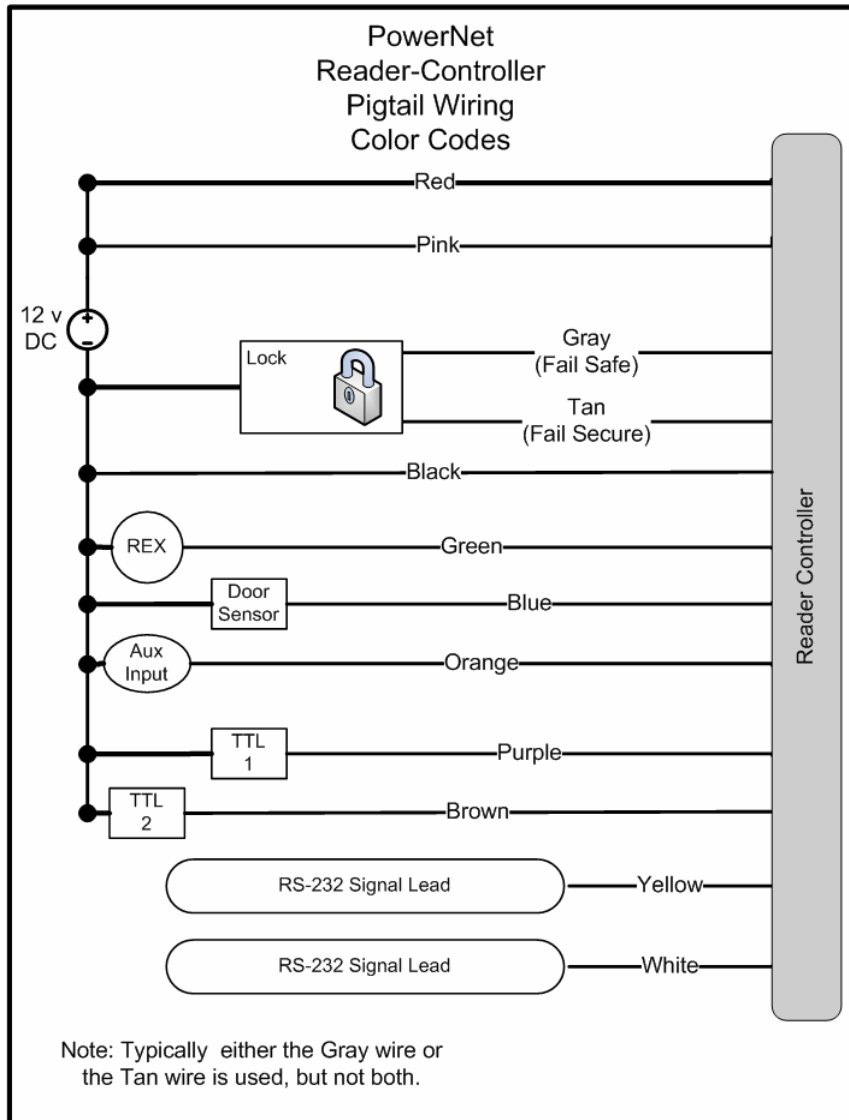 PowerNet
Reader-Controller
Pigtail Wiring
Color Codes
Red
Pink
12 v
DC
+
−
Lock
Gray
(Fail Safe)
Tan
(Fail Secure)
Black
REX
Green
Door
Sensor
Blue
Aux
Input
Orange
TTL
1
Purple
TTL
2
Brown
RS-232 Signal Lead
Yellow
RS-232 Signal Lead
White
Reader Controller
Note: Typically either the Gray wire or
the Tan wire is used, but not both.